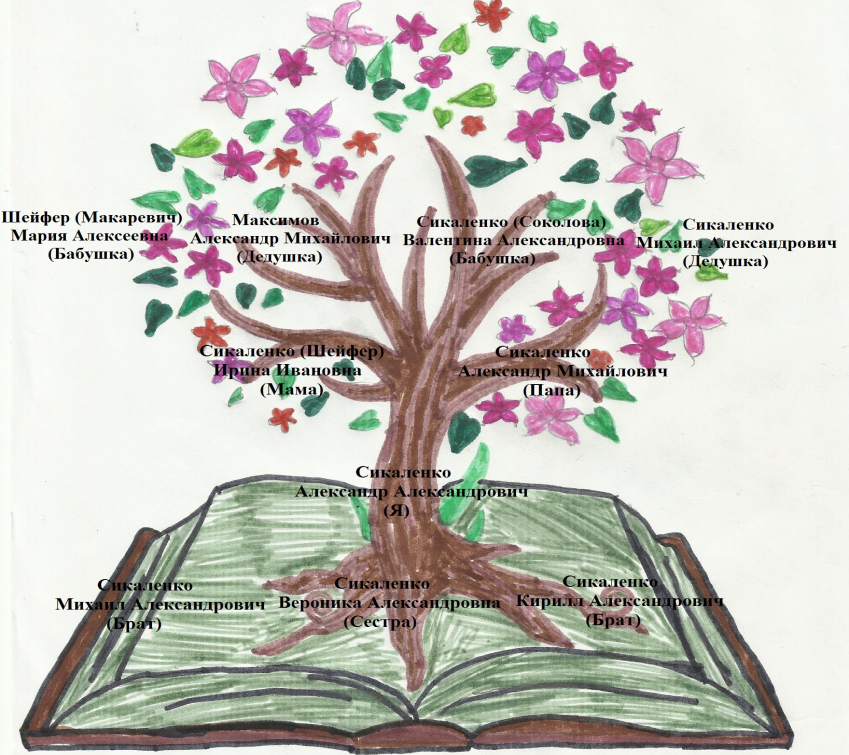 Шейфер (Макаревич)
Мария Алексеевна
(Бабушка)
Максимов
Александр Михайлович
(Дедушка)
Сикаленко (Соколова)
Валентина Александровна
(Бабушка)
Сикаленко
Михаил Александрович
(Дедушка)
Сикаленко (Шейфер)
Ирина Ивановна
(Мама)
Сикаленко
Александр Михайлович
(Папа)
Сикаленко
Александр Александрович
(Я)
Сикаленко
Михаил Александрович
(Брат)
Сикаленко
Вероника Александровна
(Сестра)
Сикаленко
Кирилл Александрович
(Брат)